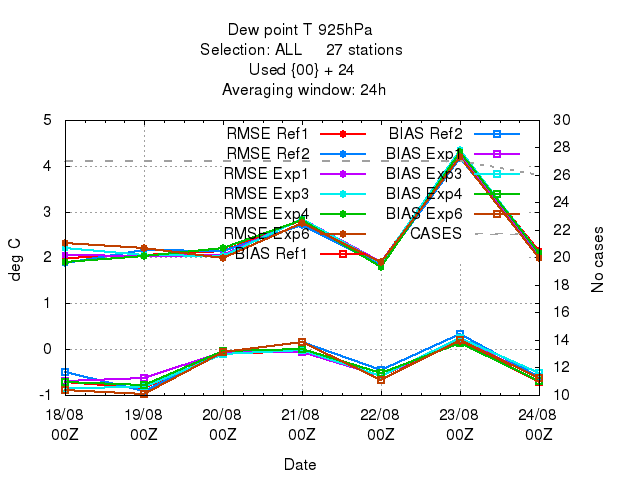 Dew point T 925hPa
Selection: ALL 27 stations
Used {00} + 24
Averaging window: 24h
5
4
3
2
1
0
-1
deg C
30
28
26
24
22
20
18
16
14
12
10
No cases
RMSE Ref1
RMSE Ref2
RMSE Exp1
RMSE Exp3
RMSE Exp4
RMSE Exp6
BIAS Ref1
BIAS Ref2
BIAS Exp1
BIAS Exp3
BIAS Exp4
BIAS Exp6
CASES
18/08 19/08 20/08 21/08 22/08 23/08 24/08
00Z 00Z 00Z 00Z 00Z 00Z 00Z
Date